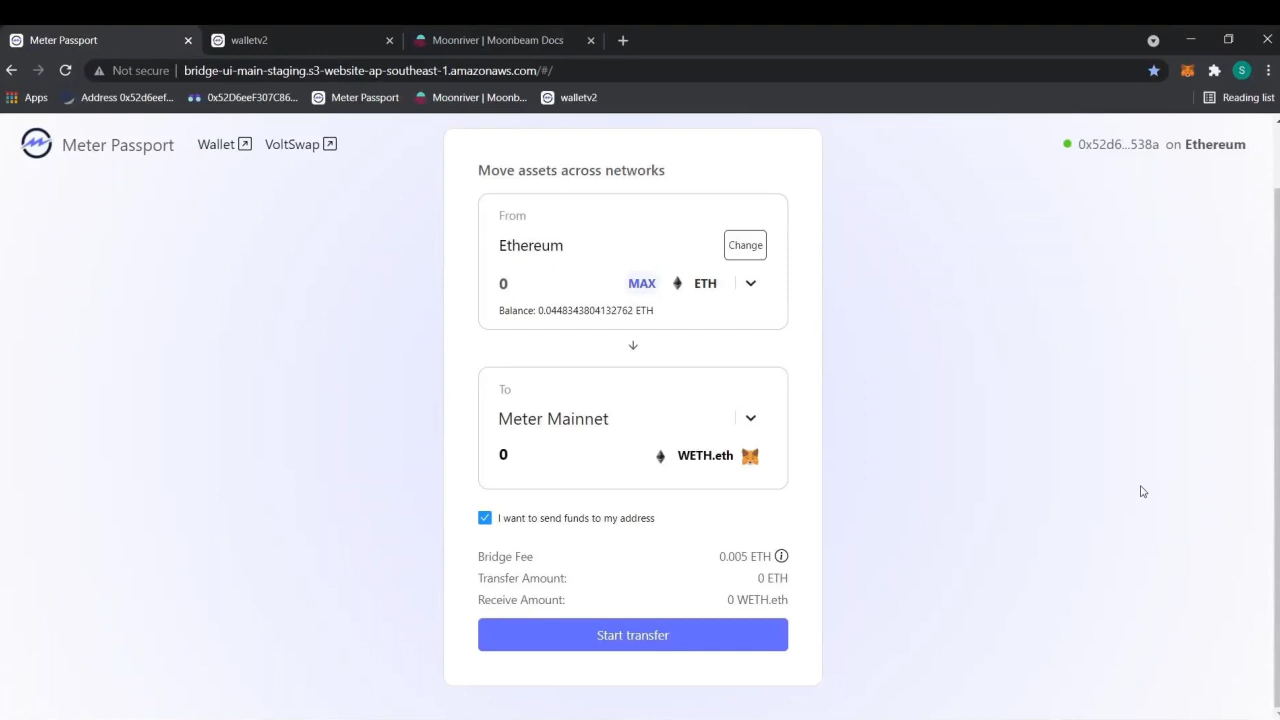 Meter Passport
walletv2
Moonriver | Moonbeam Docs
Not secure
bridge-ui-main-staging.s3-website-ap-southeast-1.amazonaws.com/#/
S
Apps
Address 0x52d6eef...
0x52D6eeF307C86...
Meter Passport
Moonriver | Moonb...
walletv2
Reading list
Meter Passport
Wallet
VoltSwap
0x52d6...538a on Ethereum
Move assets across networks
From
Ethereum
Change
0
MAX
ETH
Balance: 0.0448343804132762 ETH
To
Meter Mainnet
0
WETH.eth
I want to send funds to my address
Bridge Fee
0.005 ETH
Transfer Amount:
0 ETH
Receive Amount:
0 WETH.eth
Start transfer